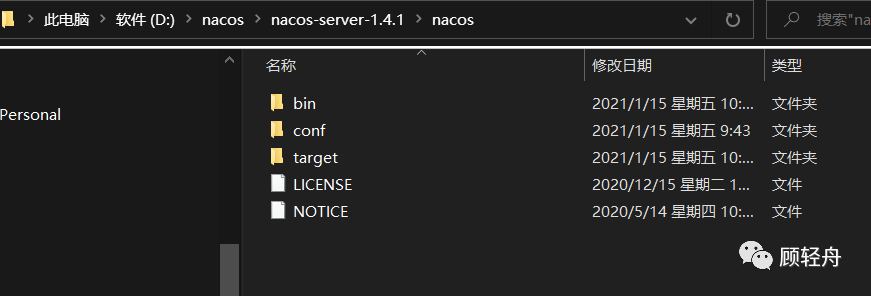 此电脑 > 软件 (D:) > nacos > nacos-server-1.4.1 > nacos
搜索"na
名称 修改日期 类型
Personal
bin 2021/1/15 星期五 10:... 文件夹
conf 2021/1/15 星期五 9:43 文件夹
target 2021/1/15 星期五 10:... 文件夹
LICENSE 2020/12/15 星期二 1... 文件
NOTICE 2020/5/14 星期四 10:... 文件
顾轻舟